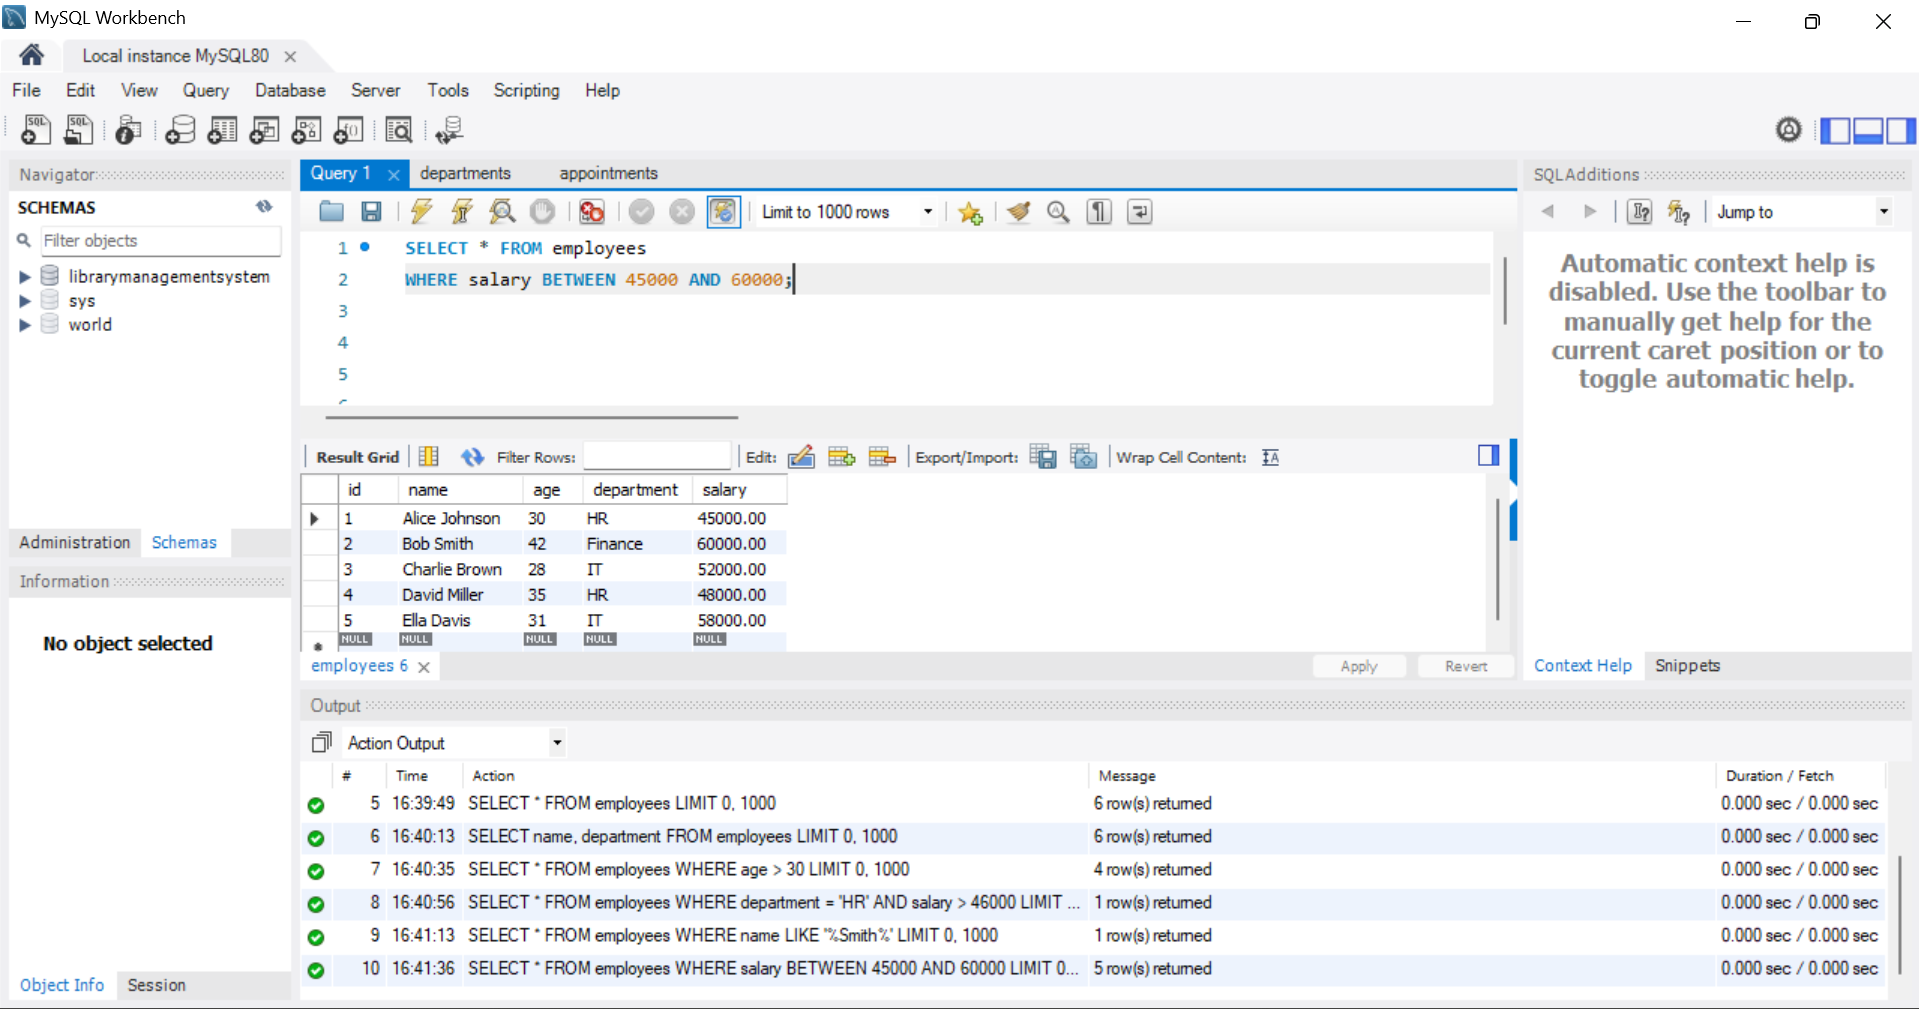 MySQL Workbench
Local instance MySQL80
File Edit View Query Database Server Tools Scripting Help
Navigator
SCHEMAS
Filter objects
librarymanagementsystem
sys
world
Administration Schemas
Information
No object selected
Object Info Session
Query 1 departments appointments
Limit to 1000 rows
1 SELECT * FROM employees
2 WHERE salary BETWEEN 45000 AND 60000;
3
4
5
Result Grid Filter Rows: Edit: Export/Import: Wrap Cell Content:
id name age department salary
1 Alice Johnson 30 HR 45000.00
2 Bob Smith 42 Finance 60000.00
3 Charlie Brown 28 IT 52000.00
4 David Miller 35 HR 48000.00
5 Ella Davis 31 IT 58000.00
NULL NULL NULL NULL NULL
employees 6 Apply Revert
SQLAdditions
Jump to
Automatic context help is
disabled. Use the toolbar to
manually get help for the
current caret position or to
toggle automatic help.
Context Help Snippets
Output
Action Output
# Time Action Message Duration / Fetch
5 16:39:49 SELECT * FROM employees LIMIT 0, 1000 6 row(s) returned 0.000 sec / 0.000 sec
6 16:40:13 SELECT name, department FROM employees LIMIT 0, 1000 6 row(s) returned 0.000 sec / 0.000 sec
7 16:40:35 SELECT * FROM employees WHERE age > 30 LIMIT 0, 1000 4 row(s) returned 0.000 sec / 0.000 sec
8 16:40:56 SELECT * FROM employees WHERE department = 'HR' AND salary > 46000 LIMIT ... 1 row(s) returned 0.000 sec / 0.000 sec
9 16:41:13 SELECT * FROM employees WHERE name LIKE '%Smith%' LIMIT 0, 1000 1 row(s) returned 0.000 sec / 0.000 sec
10 16:41:36 SELECT * FROM employees WHERE salary BETWEEN 45000 AND 60000 LIMIT 0... 5 row(s) returned 0.000 sec / 0.000 sec